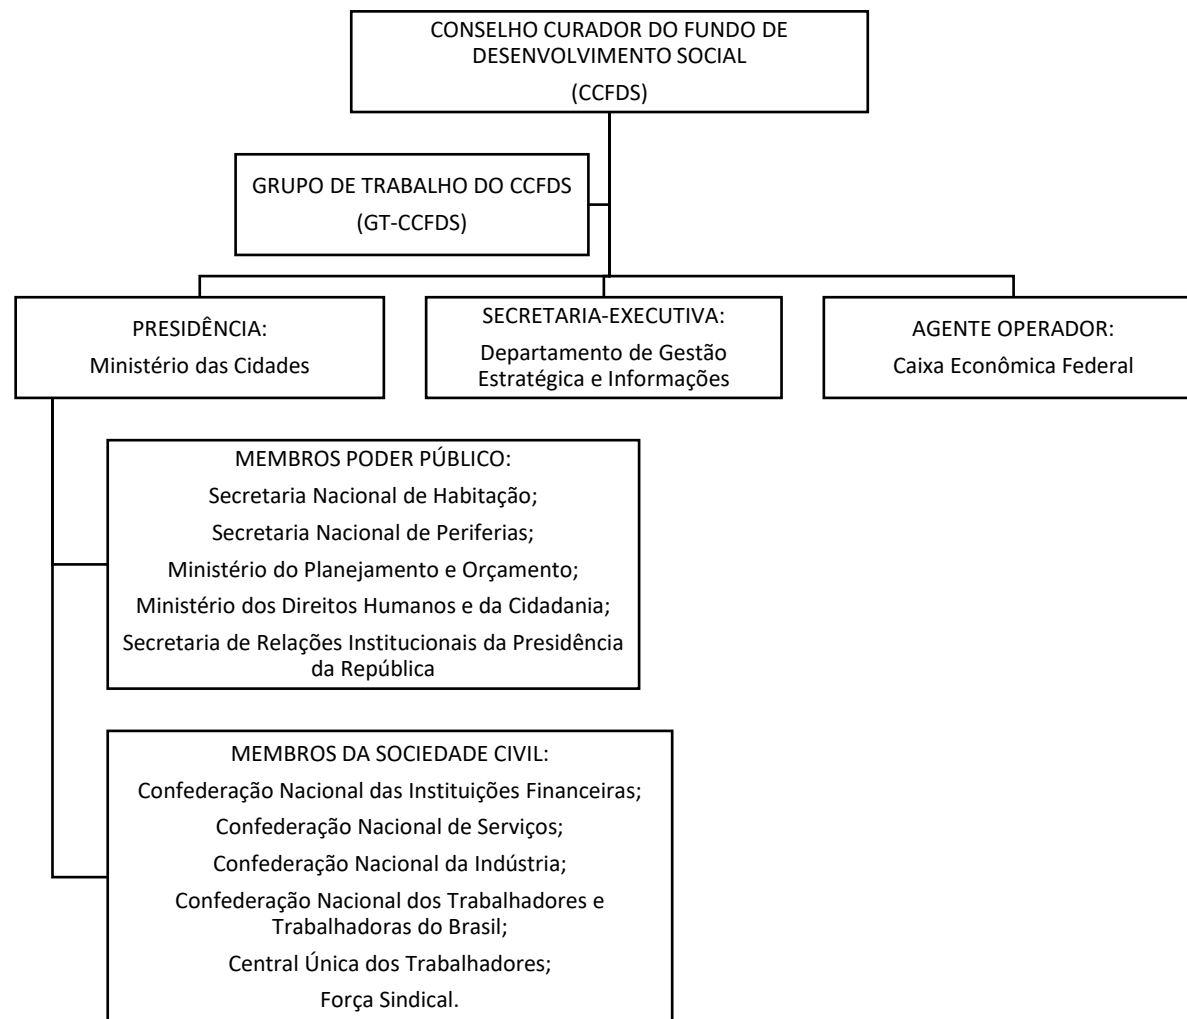 CONSELHO CURADOR DO FUNDO DE
DESENVOLVIMENTO SOCIAL
(CCFDS)
GRUPO DE TRABALHO DO CCFDS
(GT-CCFDS)
PRESIDÊNCIA:
Ministério das Cidades
SECRETARIA-EXECUTIVA:
Departamento de Gestão
Estratégica e Informações
AGENTE OPERADOR:
Caixa Econômica Federal
MEMBROS PODER PÚBLICO:
Secretaria Nacional de Habitação;
Secretaria Nacional de Periferias;
Ministério do Planejamento e Orçamento;
Ministério dos Direitos Humanos e da Cidadania;
Secretaria de Relações Institucionais da Presidência
da República
MEMBROS DA SOCIEDADE CIVIL:
Confederação Nacional das Instituições Financeiras;
Confederação Nacional de Serviços;
Confederação Nacional da Indústria;
Confederação Nacional dos Trabalhadores e
Trabalhadoras do Brasil;
Central Única dos Trabalhadores;
Força Sindical.